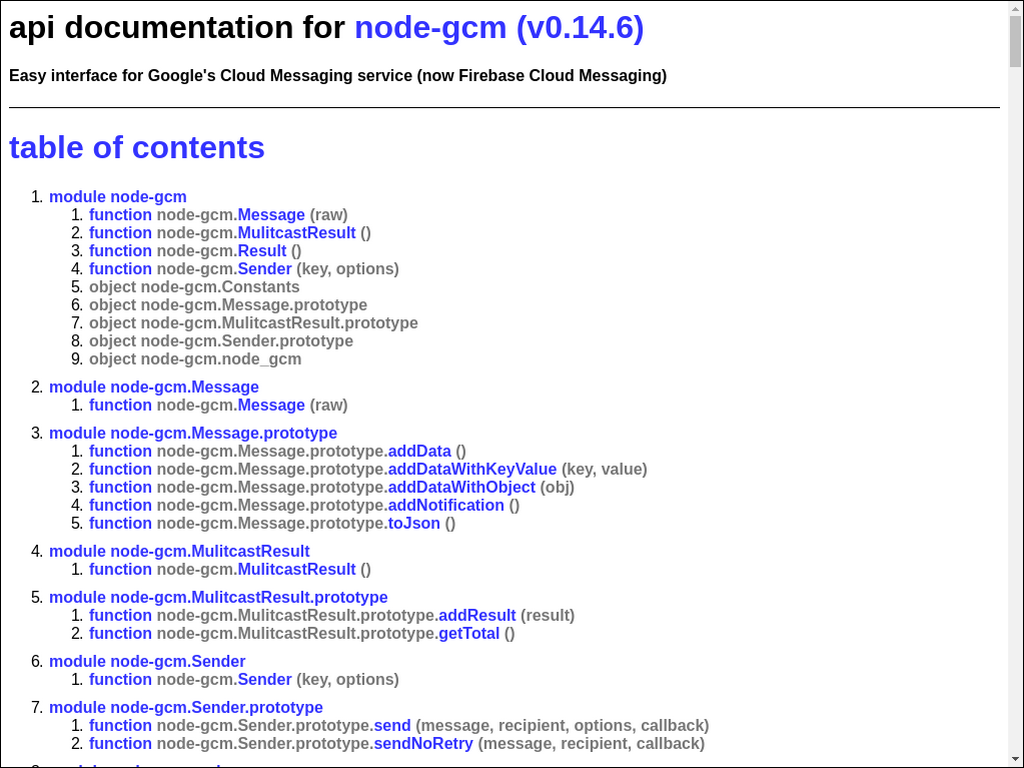 api documentation for node-gcm (v0.14.6)
Easy interface for Google's Cloud Messaging service (now Firebase Cloud Messaging)
table of contents
1. module node-gcm
1. function node-gcm.Message (raw)
2. function node-gcm.MulitcastResult ()
3. function node-gcm.Result ()
4. function node-gcm.Sender (key, options)
5. object node-gcm.Constants
6. object node-gcm.Message.prototype
7. object node-gcm.MulitcastResult.prototype
8. object node-gcm.Sender.prototype
9. object node-gcm.node_gcm
2. module node-gcm.Message
1. function node-gcm.Message (raw)
3. module node-gcm.Message.prototype
1. function node-gcm.Message.prototype.addData ()
2. function node-gcm.Message.prototype.addDataWithKeyValue (key, value)
3. function node-gcm.Message.prototype.addDataWithObject (obj)
4. function node-gcm.Message.prototype.addNotification ()
5. function node-gcm.Message.prototype.toJson ()
4. module node-gcm.MulitcastResult
1. function node-gcm.MulitcastResult ()
5. module node-gcm.MulitcastResult.prototype
1. function node-gcm.MulitcastResult.prototype.addResult (result)
2. function node-gcm.MulitcastResult.prototype.getTotal ()
6. module node-gcm.Sender
1. function node-gcm.Sender (key, options)
7. module node-gcm.Sender.prototype
1. function node-gcm.Sender.prototype.send (message, recipient, options, callback)
2. function node-gcm.Sender.prototype.sendNoRetry (message, recipient, callback)